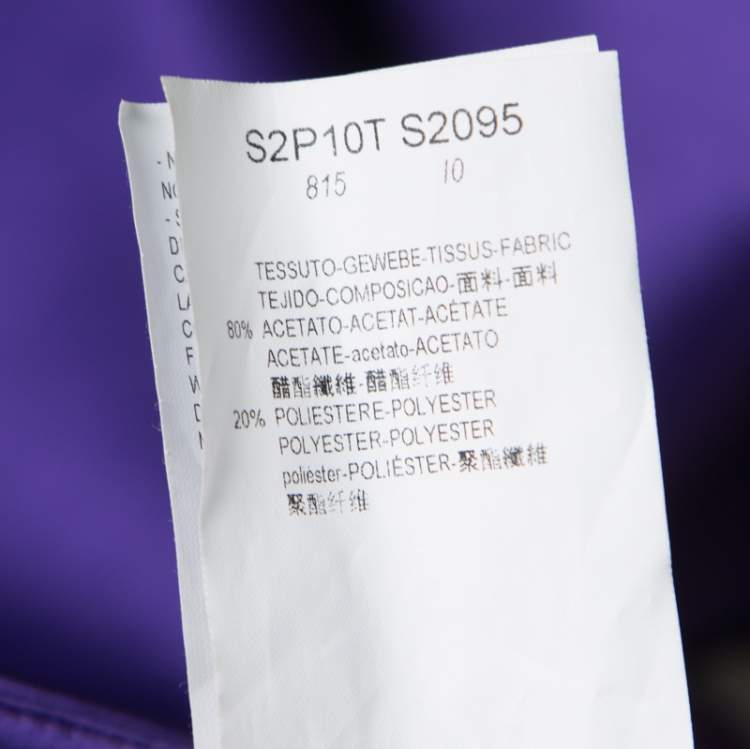 S2P10T S2095
815 10
TESSUTO-GEWEBE-TISSUS-FABRIC
TEJIDO-COMPOSICAO-面料-面料
80% ACETATO-ACETAT-ACÉTATE
ACETATE-acetato-ACETATO
醋酯纖維-醋酯纤维
20% POLIESTERE-POLYESTER
POLYESTER-POLYESTER
poliéster-POLIÉSTER-聚酯纖維
聚酯纤维